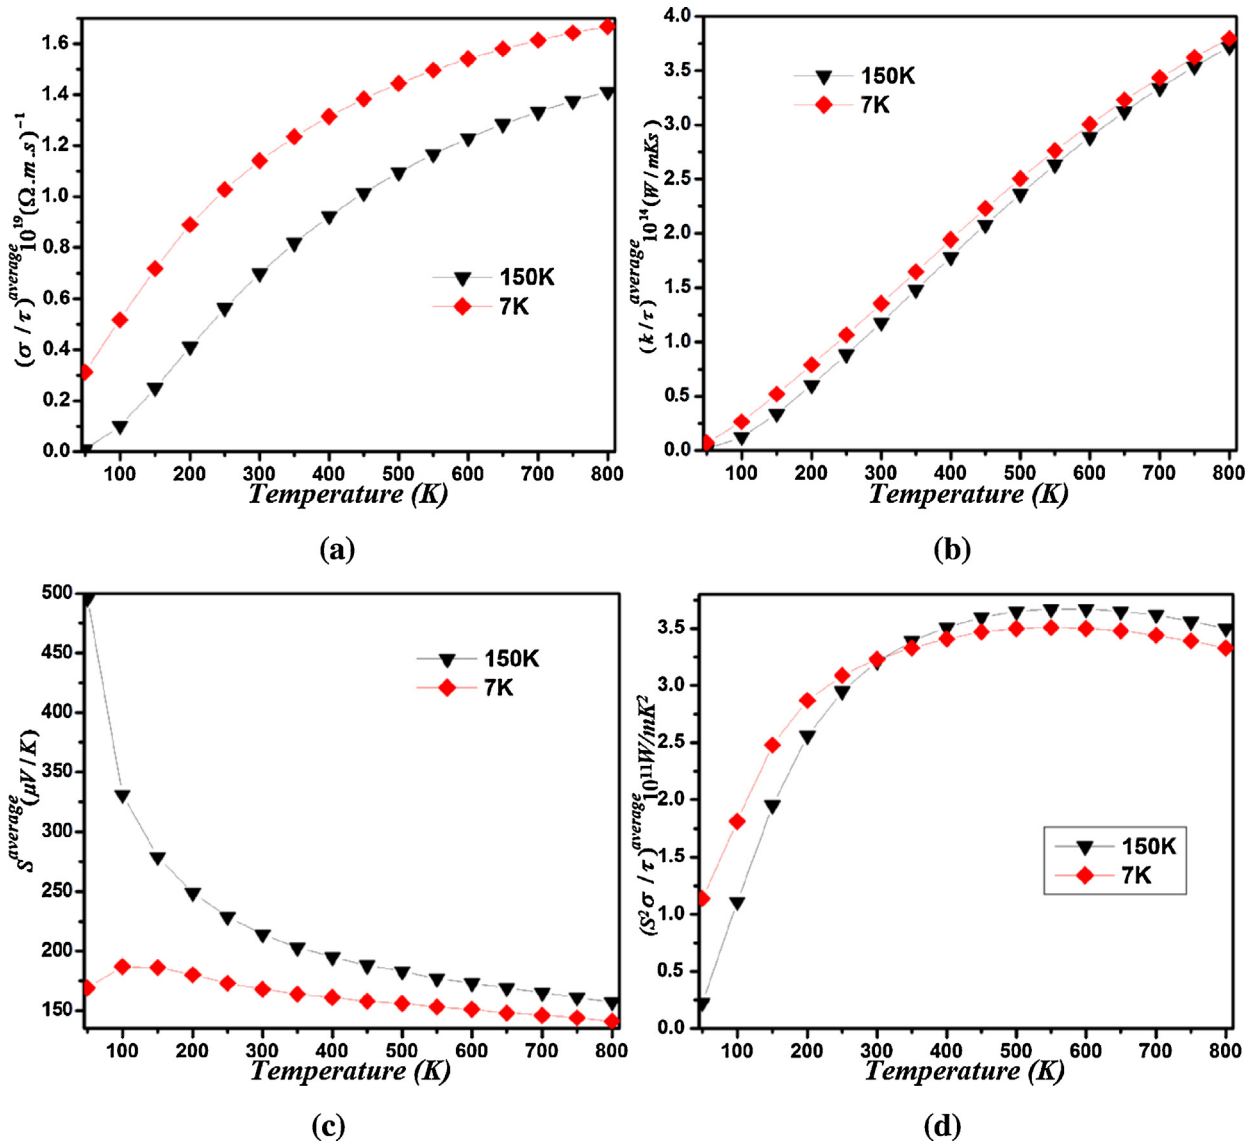 (σ / τ)^average 10^19 (Ω.m.s)^−1
1.6
1.4
1.2
1.0
0.8
0.6
0.4
0.2
0.0
150K
7K
100 200 300 400 500 600 700 800
Temperature (K)
(a)
(k / τ)^average 10^14 (W / mKs)
4.0
3.5
3.0
2.5
2.0
1.5
1.0
0.5
0.0
150K
7K
100 200 300 400 500 600 700 800
Temperature (K)
(b)
S^average (μV / K)
500
450
400
350
300
250
200
150
150K
7K
100 200 300 400 500 600 700 800
Temperature (K)
(c)
(S²σ / τ)^average 10^11 W/mK²
3.5
3.0
2.5
2.0
1.5
1.0
0.5
0.0
150K
7K
100 200 300 400 500 600 700 800
Temperature (K)
(d)